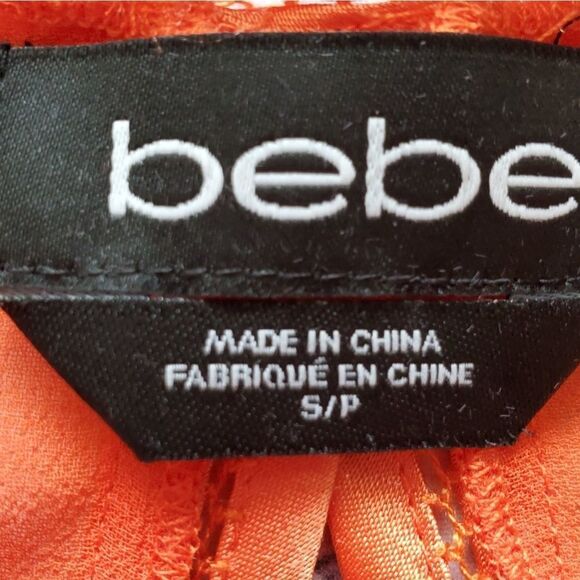 bebe
MADE IN CHINA
FABRIQUÉ EN CHINE
S/P